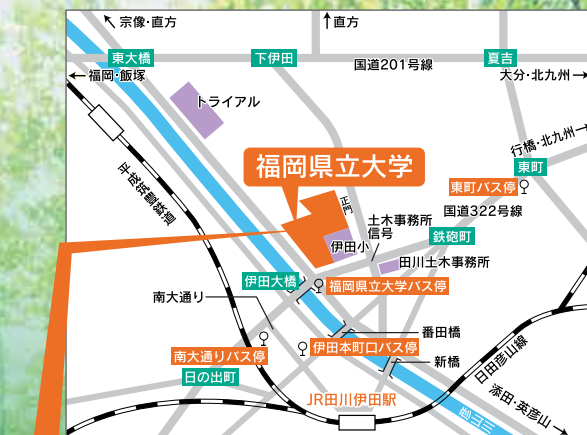 宗像・直方
直方
東大橋
下伊田
国道201号線
夏吉
福岡・飯塚
大分・北九州
トライアル
行橋・北九州
東町
福岡県立大学
平成筑豊鉄道
正門
東町バス停
国道322号線
土木事務所
信号
伊田小
鉄砲町
田川土木事務所
伊田大橋
福岡県立大学バス停
南大通り
番田橋
伊田本町口バス停
南大通りバス停
新橋
日の出町
日田彦山線
JR田川伊田駅
添田・英彦山
彦山川